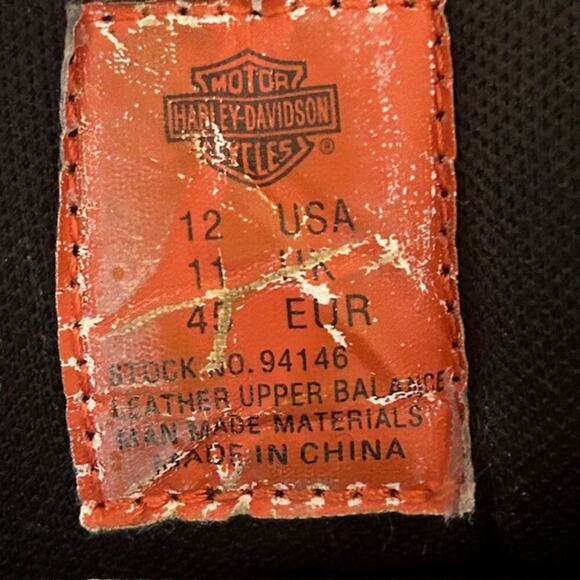 MOTOR
HARLEY-DAVIDSON
CYCLES
®
12 USA
11 UK
45 EUR
STOCK NO. 94146
LEATHER UPPER BALANCE
MAN MADE MATERIALS
MADE IN CHINA